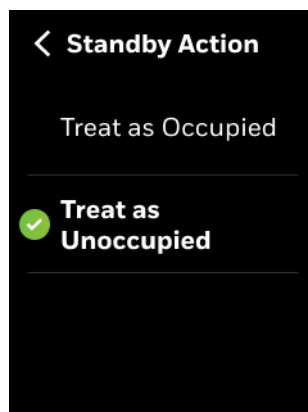 Standby Action
Treat as Occupied
Treat as
Unoccupied